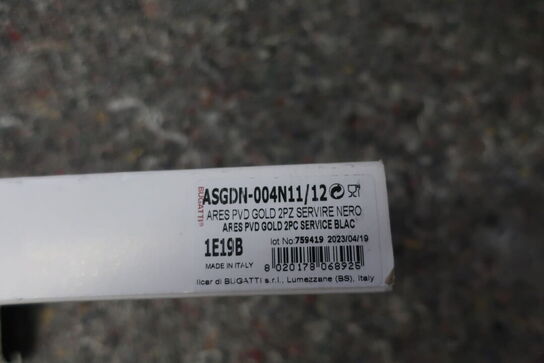 BUGATTI
ASGDN-004N11/12
ARES PVD GOLD 2PZ SERVIRE NERO
ARES PVD GOLD 2PC SERVICE BLAC
1E19B lot No 759419 2023/04/19
MADE IN ITALY
8 020178 068925
Ilcar di BUGATTI s.r.l., Lumezzane (BS), Italy